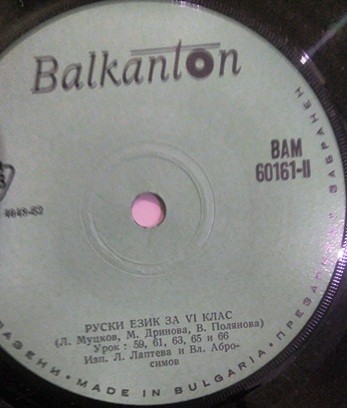 Balkanton
ВАМ
60161-II
РУСКИ ЕЗИК ЗА VI КЛАС
(Л. Муцков, М. Дринова, В. Полянова)
Урок: 59, 61, 63, 65 и 66
Изп. Л. Лаптева и Вл. Абро-
симов
• MADE IN BULGARIA •